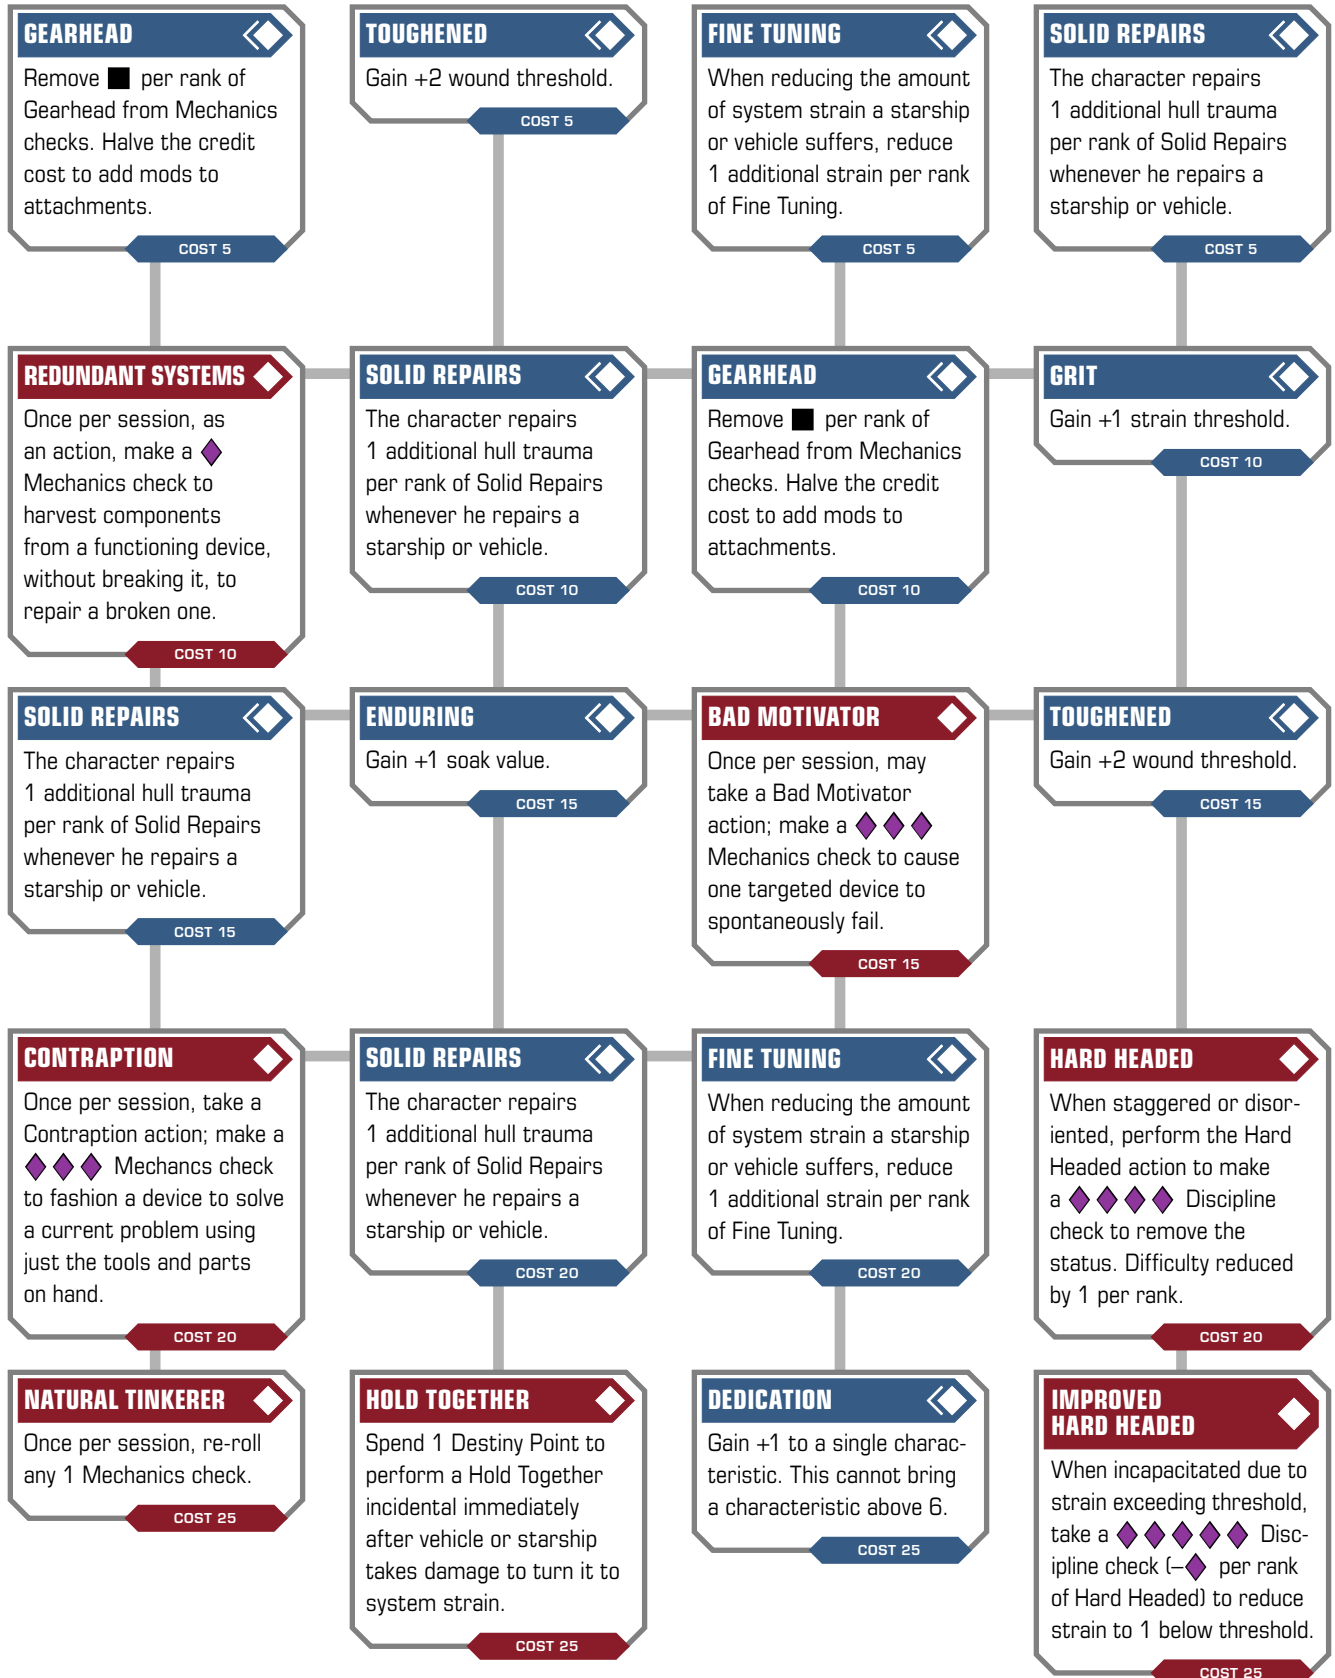 GEARHEAD
Remove per rank of
Gearhead from Mechanics
checks. Halve the credit
cost to add mods to
attachments.
COST 5
TOUGHENED
Gain +2 wound threshold.
COST 5
FINE TUNING
When reducing the amount
of system strain a starship
or vehicle suffers, reduce
1 additional strain per rank
of Fine Tuning.
COST 5
SOLID REPAIRS
The character repairs
1 additional hull trauma
per rank of Solid Repairs
whenever he repairs a
starship or vehicle.
COST 5
REDUNDANT SYSTEMS
Once per session, as
an action, make a
Mechanics check to
harvest components
from a functioning device,
without breaking it, to
repair a broken one.
COST 10
SOLID REPAIRS
The character repairs
1 additional hull trauma
per rank of Solid Repairs
whenever he repairs a
starship or vehicle.
COST 10
GEARHEAD
Remove per rank of
Gearhead from Mechanics
checks. Halve the credit
cost to add mods to
attachments.
COST 10
GRIT
Gain +1 strain threshold.
COST 10
SOLID REPAIRS
The character repairs
1 additional hull trauma
per rank of Solid Repairs
whenever he repairs a
starship or vehicle.
COST 15
ENDURING
Gain +1 soak value.
COST 15
BAD MOTIVATOR
Once per session, may
take a Bad Motivator
action; make a
Mechanics check to cause
one targeted device to
spontaneously fail.
COST 15
TOUGHENED
Gain +2 wound threshold.
COST 15
CONTRAPTION
Once per session, take a
Contraption action; make a
Mechancs check
to fashion a device to solve
a current problem using
just the tools and parts
on hand.
COST 20
SOLID REPAIRS
The character repairs
1 additional hull trauma
per rank of Solid Repairs
whenever he repairs a
starship or vehicle.
COST 20
FINE TUNING
When reducing the amount
of system strain a starship
or vehicle suffers, reduce
1 additional strain per rank
of Fine Tuning.
COST 20
HARD HEADED
When staggered or disor-
iented, perform the Hard
Headed action to make
a Discipline
check to remove the
status. Difficulty reduced
by 1 per rank.
COST 20
NATURAL TINKERER
Once per session, re-roll
any 1 Mechanics check.
COST 25
HOLD TOGETHER
Spend 1 Destiny Point to
perform a Hold Together
incidental immediately
after vehicle or starship
takes damage to turn it to
system strain.
COST 25
DEDICATION
Gain +1 to a single charac-
teristic. This cannot bring
a characteristic above 6.
COST 25
IMPROVED
HARD HEADED
When incapacitated due to
strain exceeding threshold,
take a Disc-
ipline check (– per rank
of Hard Headed) to reduce
strain to 1 below threshold.
COST 25